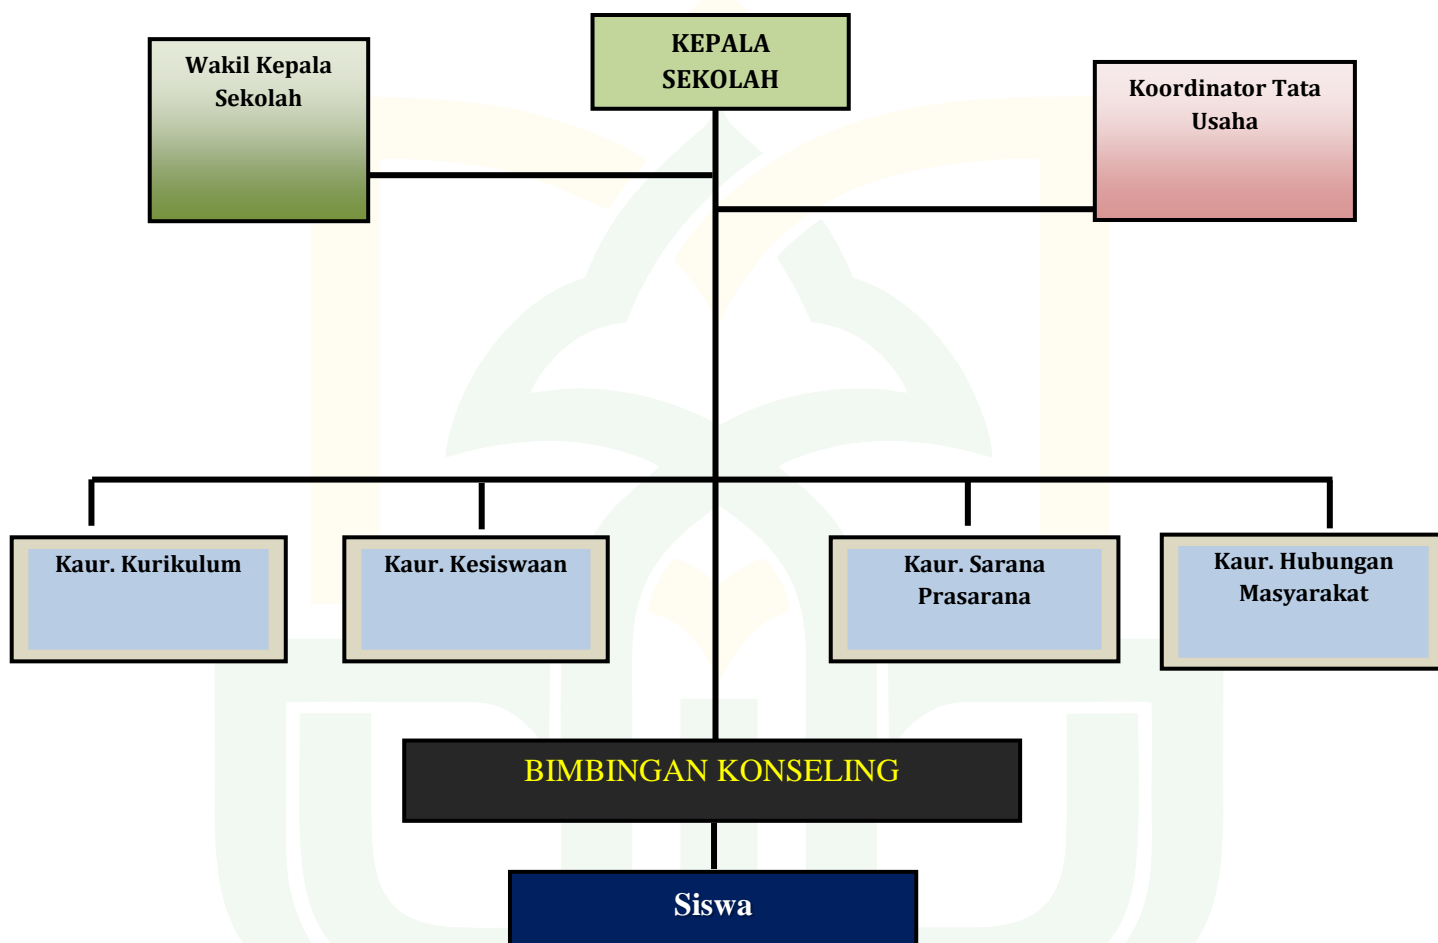 KEPALA
SEKOLAH
Wakil Kepala
Sekolah
Koordinator Tata
Usaha
Kaur. Kurikulum
Kaur. Kesiswaan
Kaur. Sarana
Prasarana
Kaur. Hubungan
Masyarakat
BIMBINGAN KONSELING
Siswa